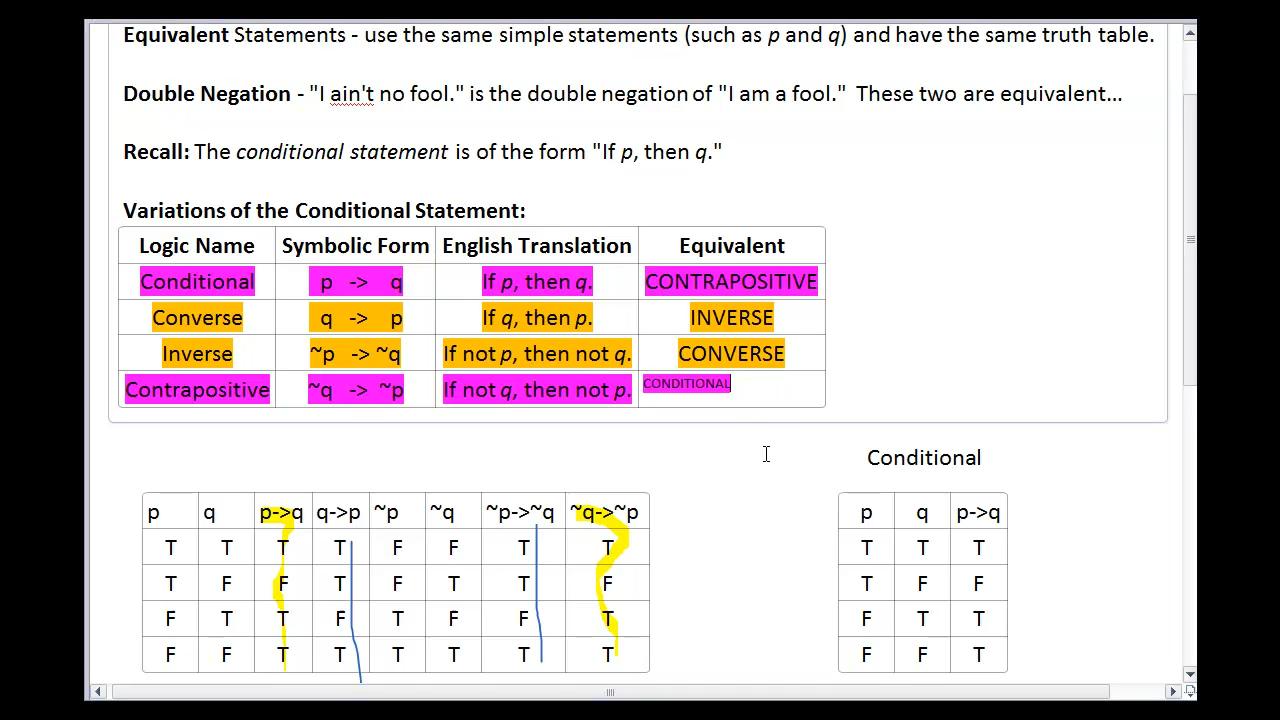 Equivalent Statements - use the same simple statements (such as p and q) and have the same truth table.
Double Negation - "I ain't no fool." is the double negation of "I am a fool." These two are equivalent...
Recall: The conditional statement is of the form "If p, then q."
Variations of the Conditional Statement:
Logic Name Symbolic Form English Translation Equivalent
Conditional p -> q If p, then q. CONTRAPOSITIVE
Converse q -> p If q, then p. INVERSE
Inverse ~p -> ~q If not p, then not q. CONVERSE
Contrapositive ~q -> ~p If not q, then not p. CONDITIONAL
Conditional
p q p->q q->p ~p ~q ~p->~q ~q->~p p q p->q
T T T T F F T T T T T
T F F T F T T F T F F
F T T F T F F T F T T
F F T T T T T T F F T